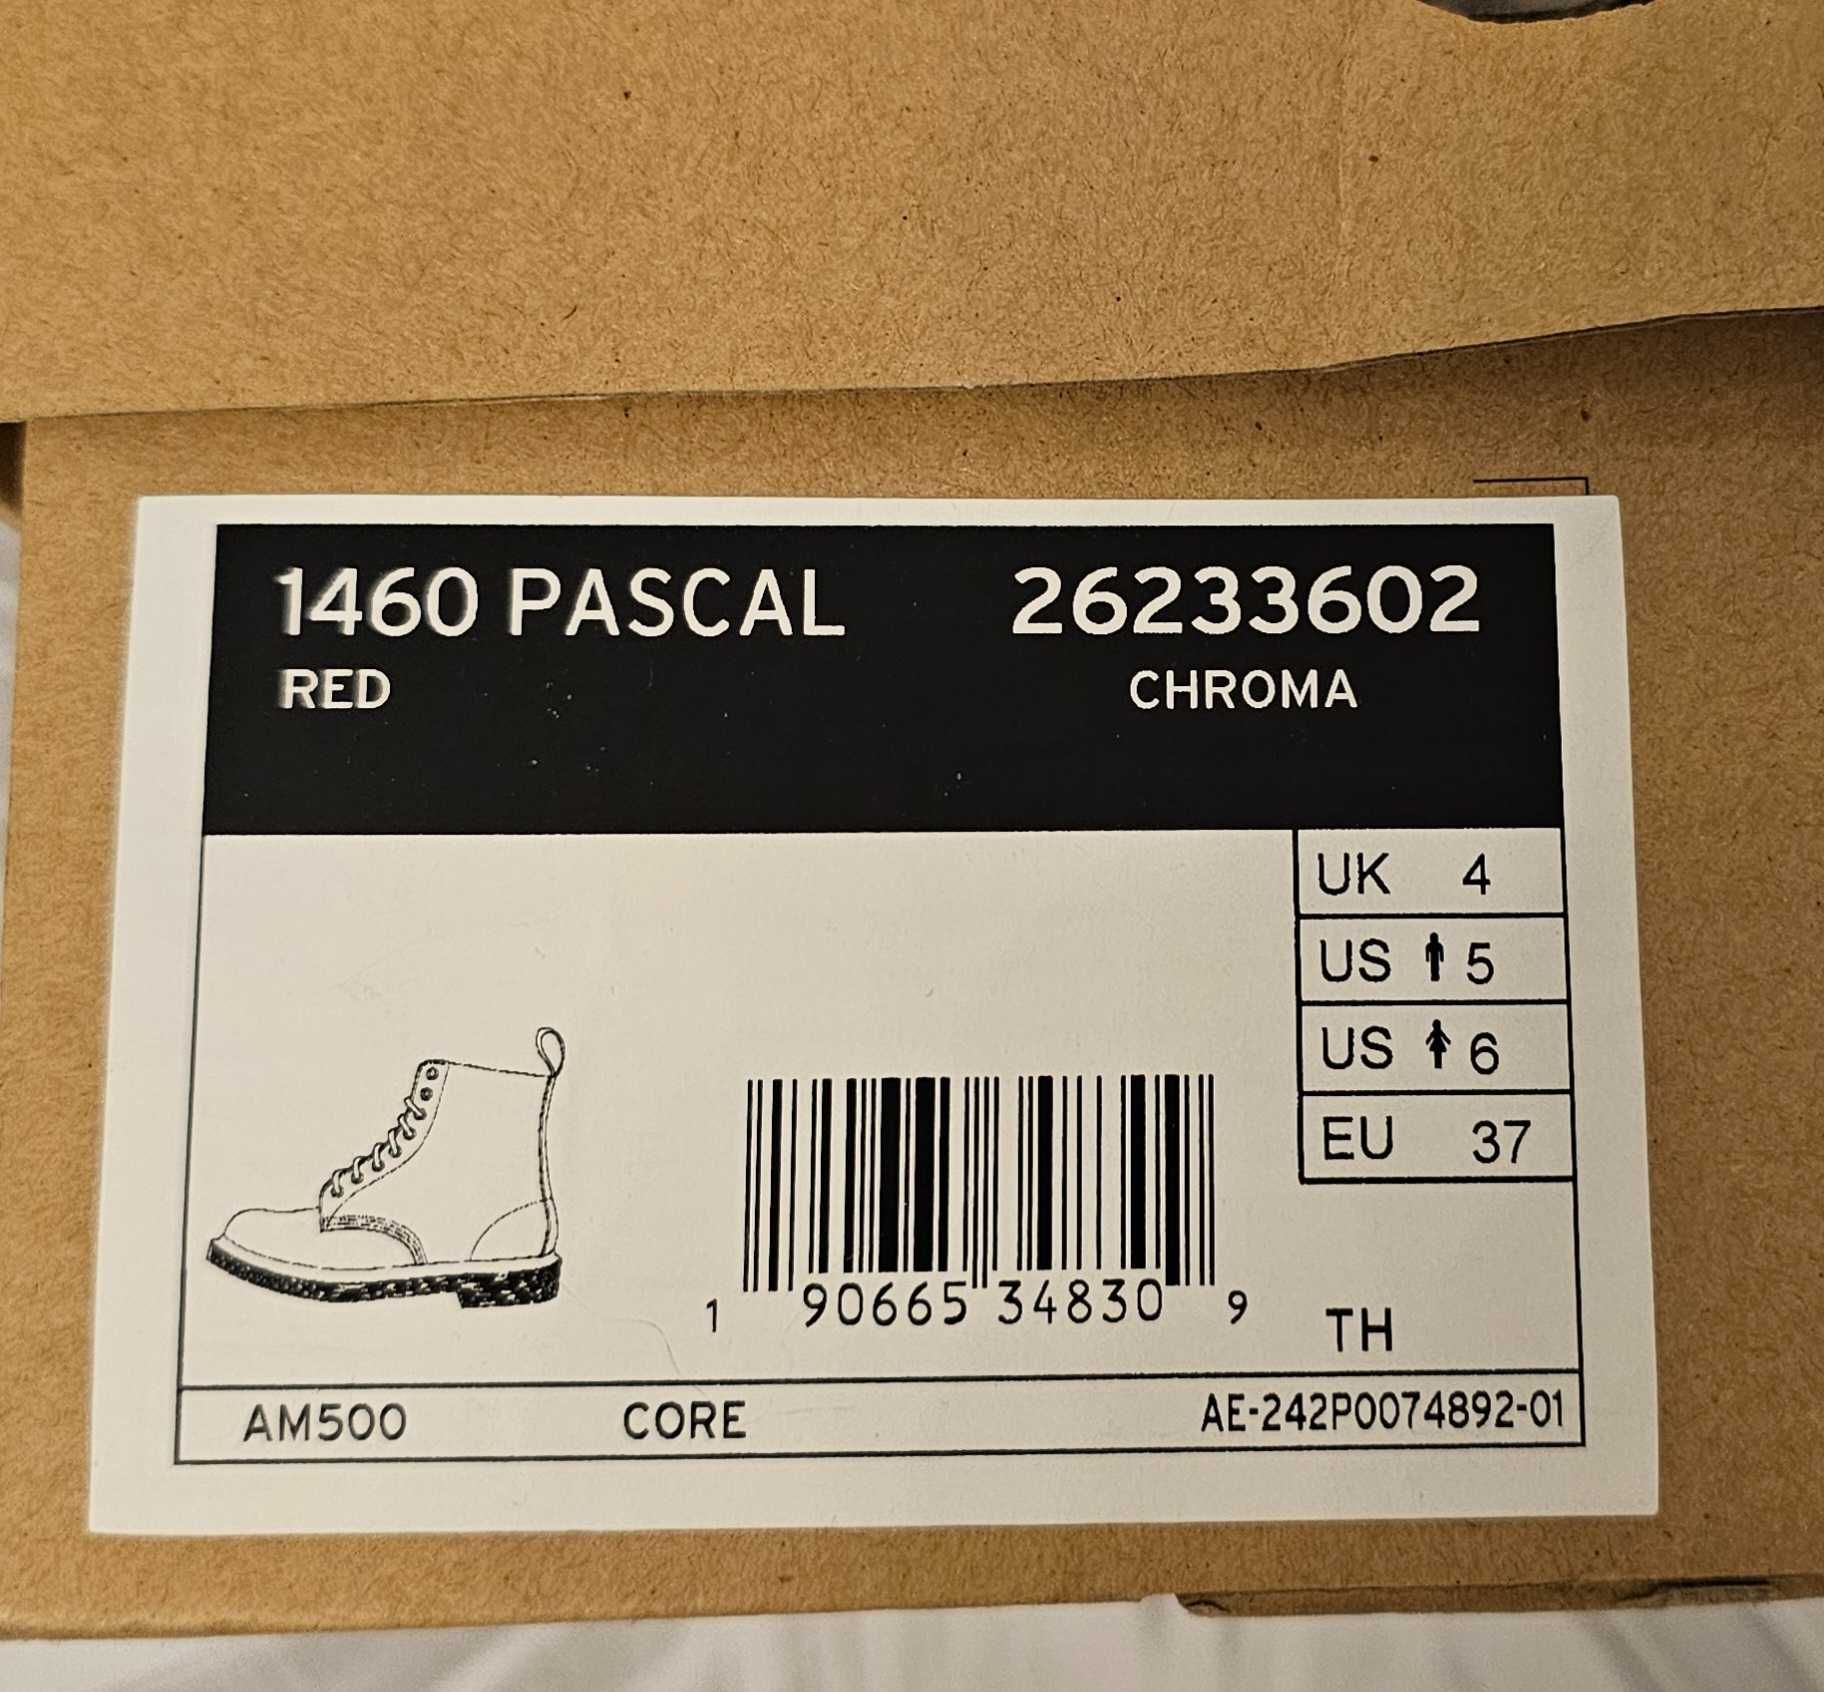 1460 PASCAL 26233602
RED CHROMA
UK 4
US 5
US 6
EU 37
1 90665 34830 9
TH
AM500 CORE AE-242P0074892-01